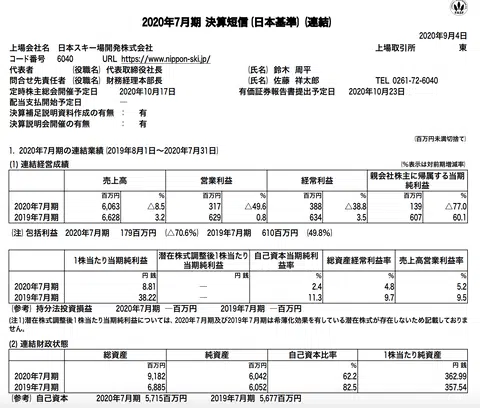 2020年7月期 決算短信〔日本基準〕(連結)
2020年9月4日
上場会社名 日本スキー場開発株式会社 上場取引所 東
コード番号 6040 URL https://www.nippon-ski.jp/
代表者 (役職名) 代表取締役社長 (氏名) 鈴木 周平
問合せ先責任者 (役職名) 財務経理本部長 (氏名) 佐藤 祥太郎 TEL 0261-72-6040
定時株主総会開催予定日 2020年10月17日 有価証券報告書提出予定日 2020年10月23日
配当支払開始予定日 ―
決算補足説明資料作成の有無 : 有
決算説明会開催の有無 : 有
(百万円未満切捨て)
1. 2020年7月期の連結業績(2019年8月1日~2020年7月31日)
(1) 連結経営成績 (%表示は対前期増減率)
売上高 営業利益 経常利益 親会社株主に帰属する当期純利益
百万円 % 百万円 % 百万円 % 百万円 %
2020年7月期 6,063 △8.5 317 △49.6 388 △38.8 139 △77.0
2019年7月期 6,628 3.2 629 0.8 634 3.5 607 60.1
(注) 包括利益 2020年7月期 179百万円 (△70.6%) 2019年7月期 610百万円 (49.8%)
1株当たり当期純利益 潜在株式調整後1株当たり当期純利益 自己資本当期純利益率 総資産経常利益率 売上高営業利益率
円 銭 円 銭 % % %
2020年7月期 8.81 ― 2.4 4.8 5.2
2019年7月期 38.22 ― 11.3 9.7 9.5
(参考) 持分法投資損益 2020年7月期 ―百万円 2019年7月期 ―百万円
(注1)潜在株式調整後1株当たり当期純利益については、2020年7月期及び2019年7月期は希薄化効果を有している潜在株式が存在しないため記載しておりません。
(2) 連結財政状態
総資産 純資産 自己資本比率 1株当たり純資産
百万円 百万円 % 円 銭
2020年7月期 9,182 6,042 62.2 362.99
2019年7月期 6,885 6,052 82.5 357.54
(参考) 自己資本 2020年7月期 5,715百万円 2019年7月期 5,677百万円